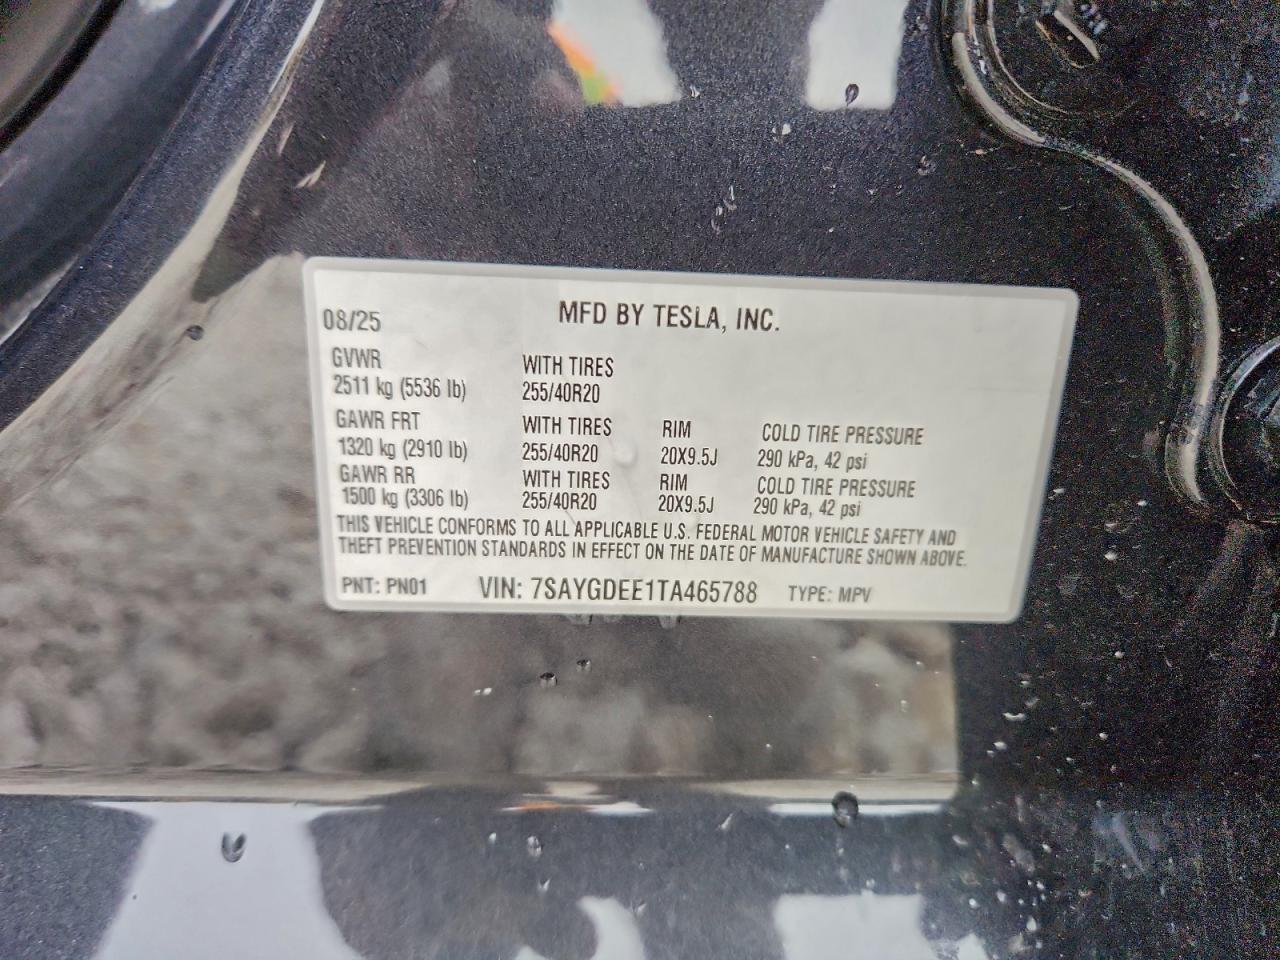 MFD BY TESLA, INC.
08/25
GVWR WITH TIRES
2511 kg (5536 lb) 255/40R20
GAWR FRT WITH TIRES RIM COLD TIRE PRESSURE
1320 kg (2910 lb) 255/40R20 20X9.5J 290 kPa, 42 psi
GAWR RR WITH TIRES RIM COLD TIRE PRESSURE
1500 kg (3306 lb) 255/40R20 20X9.5J 290 kPa, 42 psi
THIS VEHICLE CONFORMS TO ALL APPLICABLE U.S. FEDERAL MOTOR VEHICLE SAFETY AND
THEFT PREVENTION STANDARDS IN EFFECT ON THE DATE OF MANUFACTURE SHOWN ABOVE.
PNT: PN01 VIN: 7SAYGDEE1TA465788 TYPE: MPV